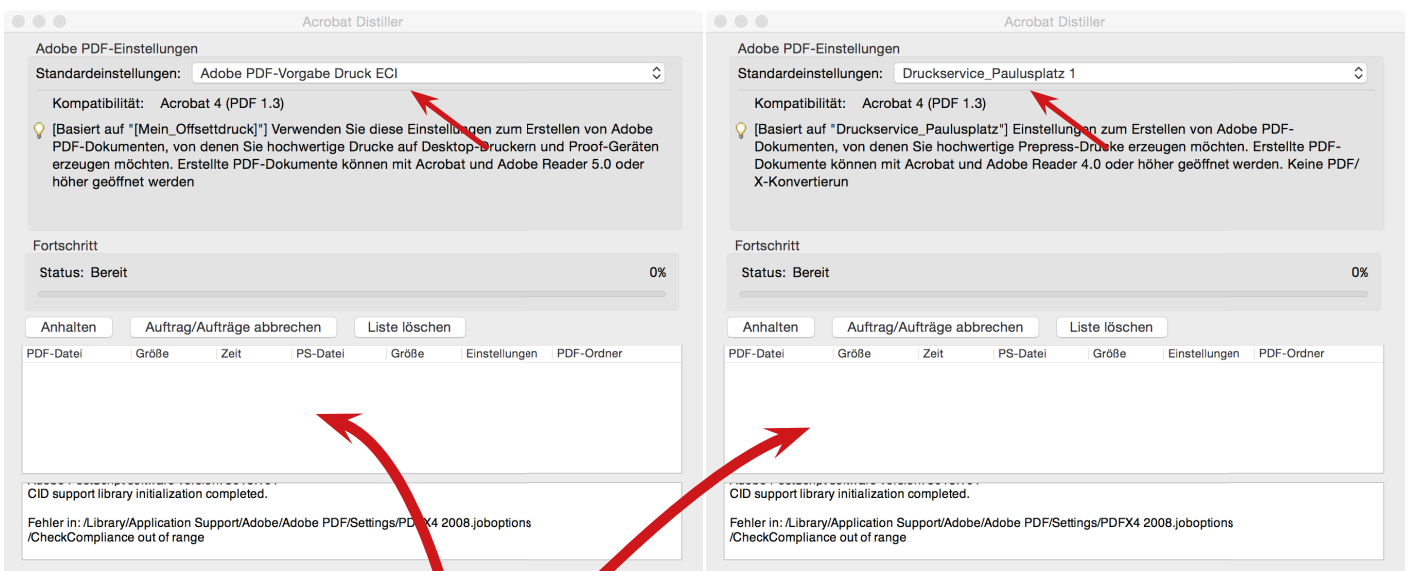 Acrobat Distiller
Adobe PDF-Einstellungen
Standardeinstellungen: Adobe PDF-Vorgabe Druck ECI
Kompatibilität: Acrobat 4 (PDF 1.3)
[Basiert auf "[Mein_Offsettdruck]"] Verwenden Sie diese Einstellungen zum Erstellen von Adobe
PDF-Dokumenten, von denen Sie hochwertige Drucke auf Desktop-Druckern und Proof-Geräten
erzeugen möchten. Erstellte PDF-Dokumente können mit Acrobat und Adobe Reader 5.0 oder
höher geöffnet werden
Fortschritt
Status: Bereit 0%
Anhalten Auftrag/Aufträge abbrechen Liste löschen
PDF-Datei Größe Zeit PS-Datei Größe Einstellungen PDF-Ordner
CID support library initialization completed.
Fehler in: /Library/Application Support/Adobe/Adobe PDF/Settings/PDFX4 2008.joboptions
/CheckCompliance out of range
Acrobat Distiller
Adobe PDF-Einstellungen
Standardeinstellungen: Druckservice_Paulusplatz 1
Kompatibilität: Acrobat 4 (PDF 1.3)
[Basiert auf "Druckservice_Paulusplatz"] Einstellungen zum Erstellen von Adobe PDF-
Dokumenten, von denen Sie hochwertige Prepress-Drucke erzeugen möchten. Erstellte PDF-
Dokumente können mit Acrobat und Adobe Reader 4.0 oder höher geöffnet werden. Keine PDF/
X-Konvertierun
Fortschritt
Status: Bereit 0%
Anhalten Auftrag/Aufträge abbrechen Liste löschen
PDF-Datei Größe Zeit PS-Datei Größe Einstellungen PDF-Ordner
CID support library initialization completed.
Fehler in: /Library/Application Support/Adobe/Adobe PDF/Settings/PDFX4 2008.joboptions
/CheckCompliance out of range